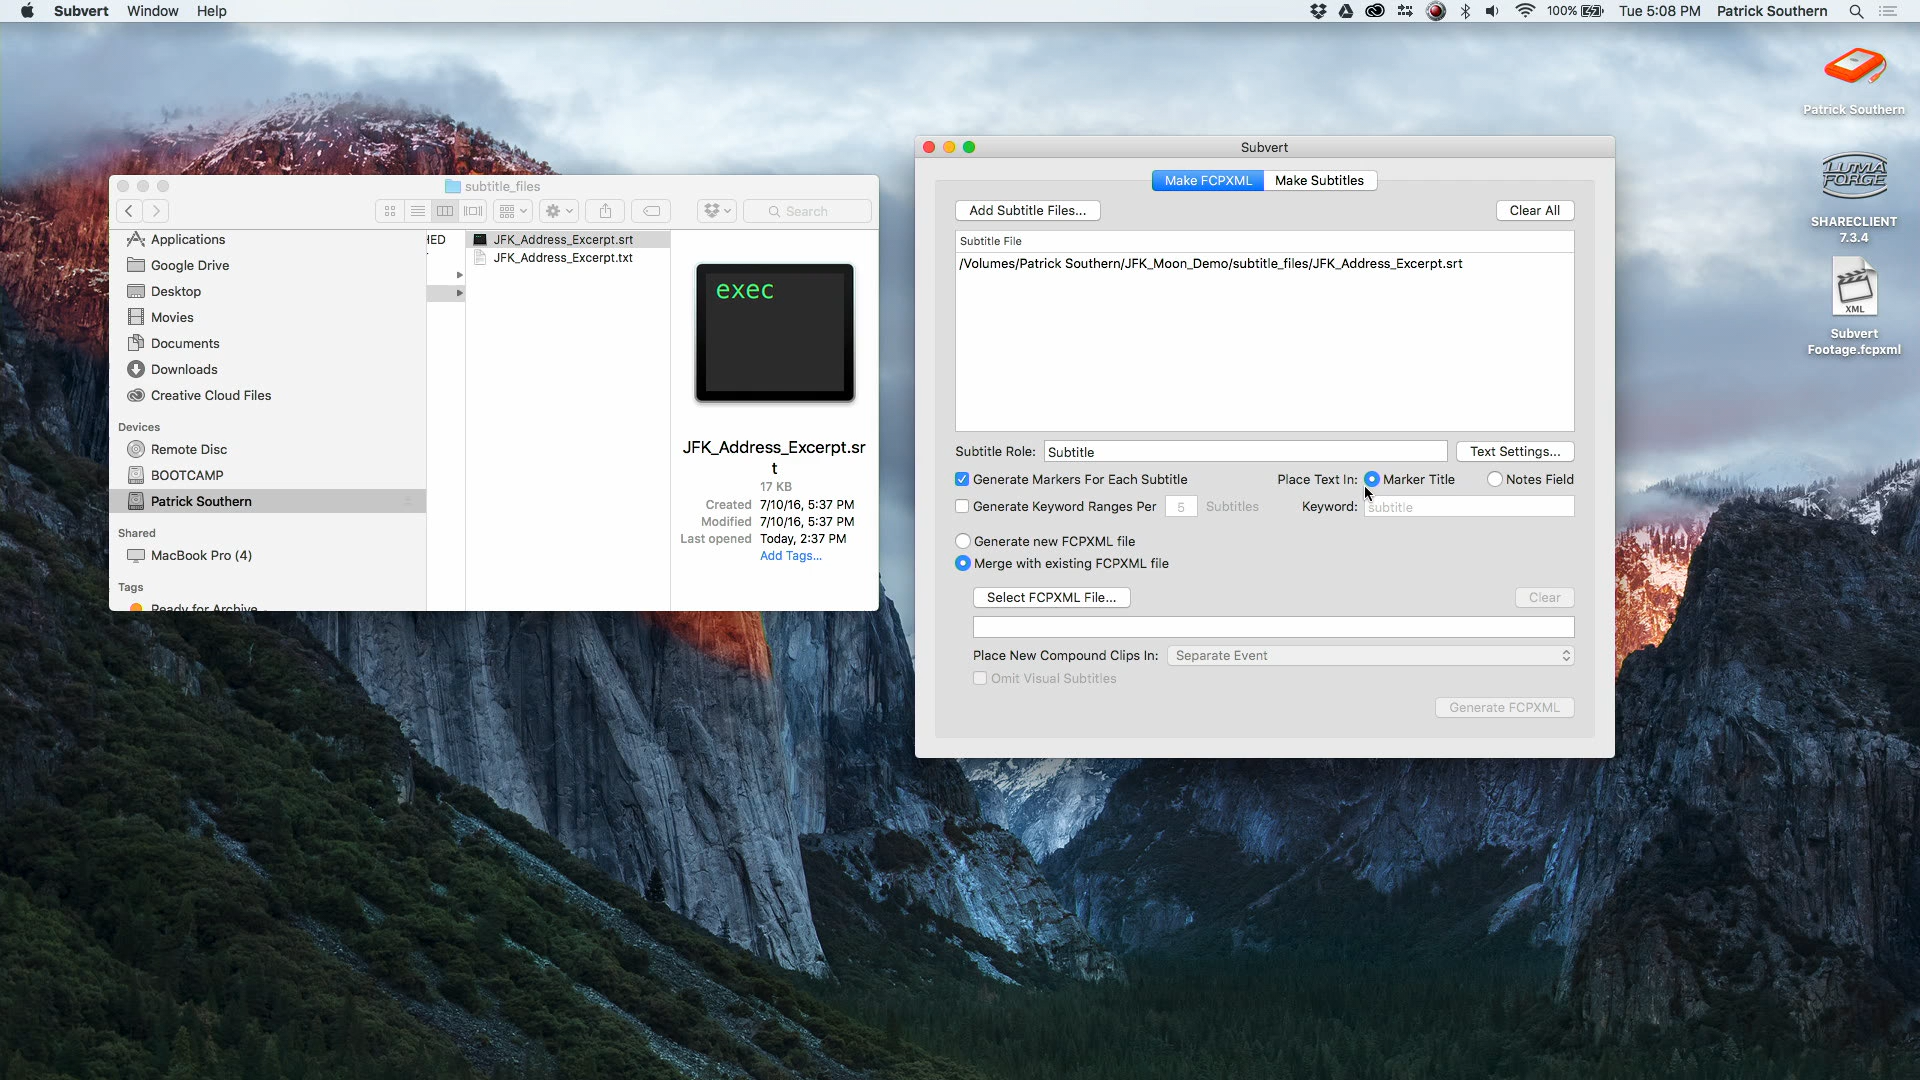 Subvert Window Help
100% Tue 5:08 PM Patrick Southern
subtitle_files
Search
Applications
Google Drive
Desktop
Movies
Documents
Downloads
Creative Cloud Files
Devices
Remote Disc
BOOTCAMP
Patrick Southern
Shared
MacBook Pro (4)
Tags
Ready for Archive
HED
JFK_Address_Excerpt.srt
JFK_Address_Excerpt.txt
exec
JFK_Address_Excerpt.sr
t
17 KB
Created 7/10/16, 5:37 PM
Modified 7/10/16, 5:37 PM
Last opened Today, 2:37 PM
Add Tags...
Subvert
Make FCPXML Make Subtitles
Add Subtitle Files... Clear All
Subtitle File
/Volumes/Patrick Southern/JFK_Moon_Demo/subtitle_files/JFK_Address_Excerpt.srt
Subtitle Role: Subtitle Text Settings...
Generate Markers For Each Subtitle Place Text In: Marker Title Notes Field
Generate Keyword Ranges Per 5 Subtitles Keyword: subtitle
Generate new FCPXML file
Merge with existing FCPXML file
Select FCPXML File... Clear
Place New Compound Clips In: Separate Event
Omit Visual Subtitles
Generate FCPXML
Patrick Southern
LUMA
FORGE
SHARECLIENT
7.3.4
XML
Subvert
Footage.fcpxml